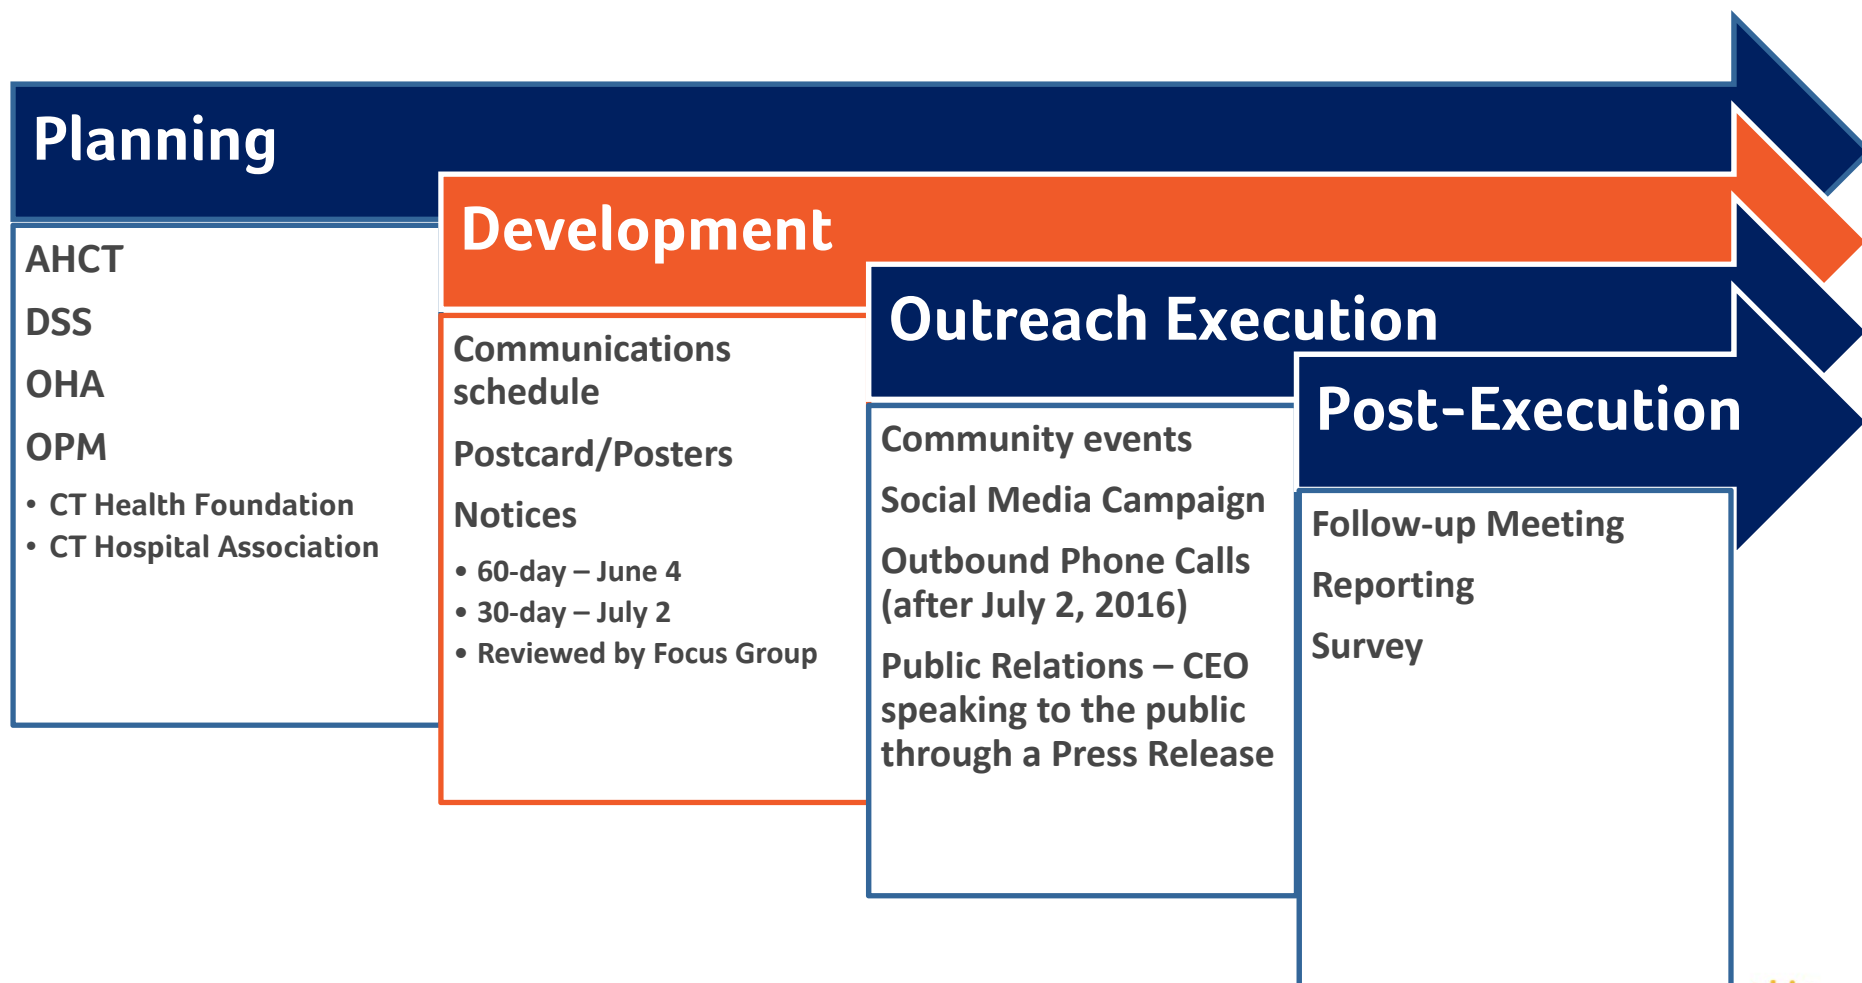 Planning
AHCT
DSS
OHA
OPM
• CT Health Foundation
• CT Hospital Association
Development
Communications
schedule
Postcard/Posters
Notices
• 60-day – June 4
• 30-day – July 2
• Reviewed by Focus Group
Outreach Execution
Community events
Social Media Campaign
Outbound Phone Calls
(after July 2, 2016)
Public Relations – CEO
speaking to the public
through a Press Release
Post-Execution
Follow-up Meeting
Reporting
Survey